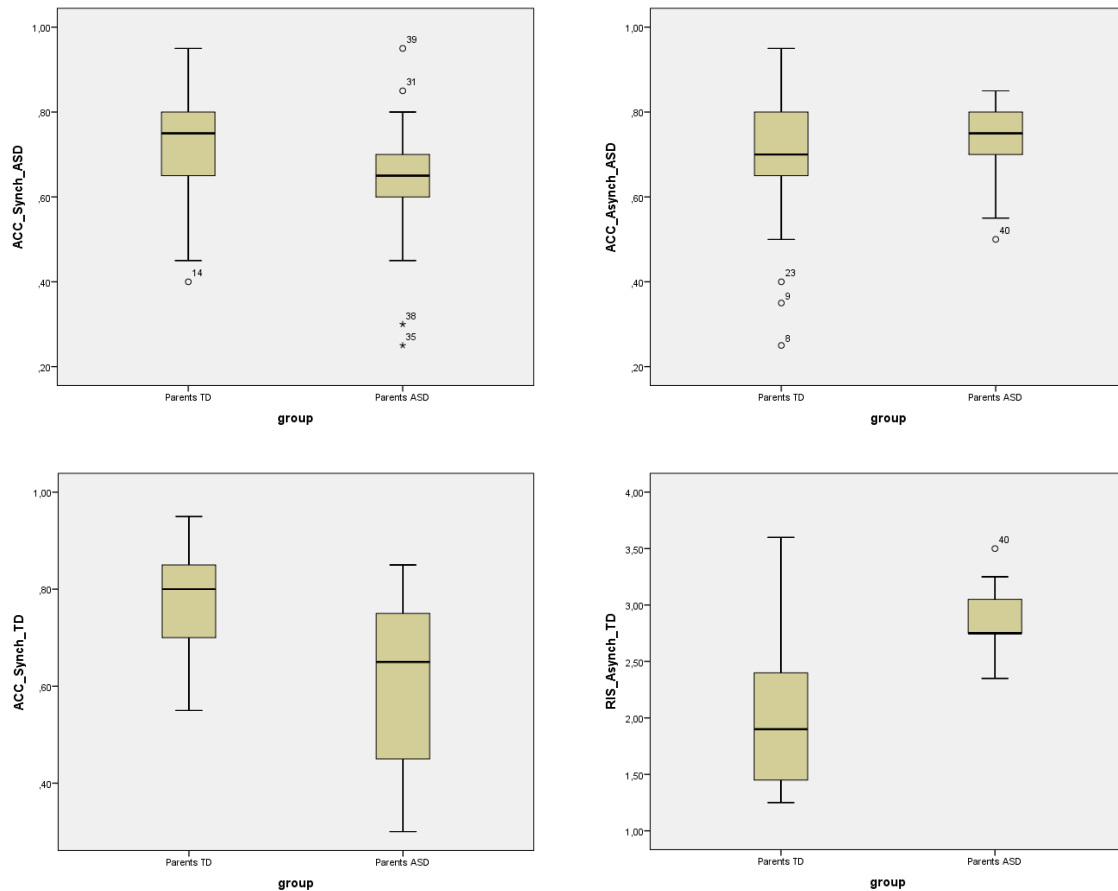 ACC_Synch_ASD
1,00
,80
,60
,40
,20
39
31
14
38
35
Parents TD
Parents ASD
group
ACC_Asynch_ASD
1,00
,80
,60
,40
,20
40
23
9
8
Parents TD
Parents ASD
group
ACC_Synch_TD
1,00
,80
,60
,40
Parents TD
Parents ASD
group
RIS_Asynch_TD
4,00
3,50
3,00
2,50
2,00
1,50
1,00
40
Parents TD
Parents ASD
group